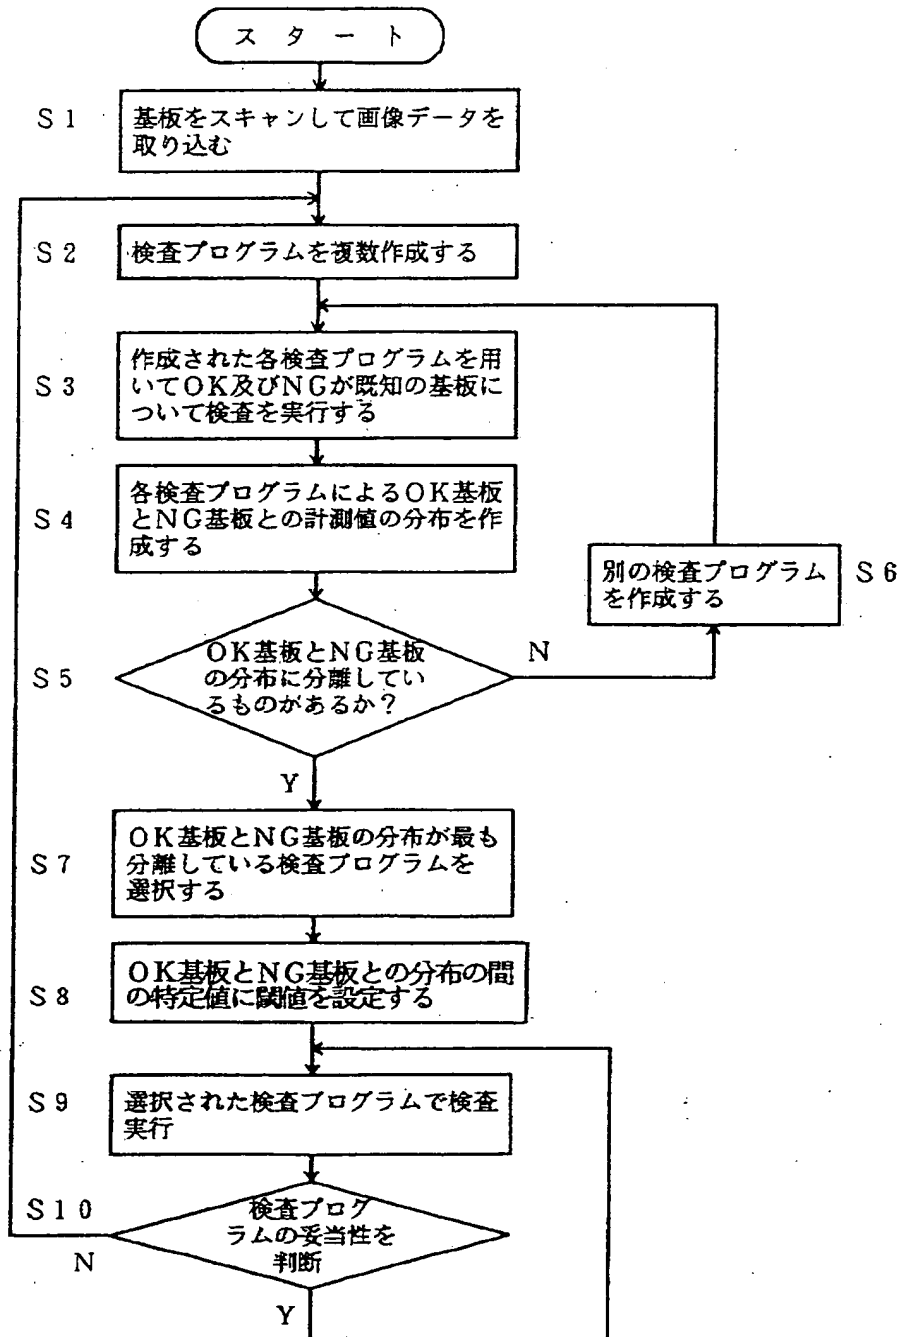 スタート
S1
基板をスキャンして画像データを
取り込む
S2
検査プログラムを複数作成する
S3
作成された各検査プログラムを用
いてOK及びNGが既知の基板に
ついて検査を実行する
S4
各検査プログラムによるOK基板
とNG基板との計測値の分布を作
成する
別の検査プログラム
を作成する
S6
S5
OK基板とNG基板
の分布に分離してい
るものがあるか?
N
Y
S7
OK基板とNG基板の分布が最も
分離している検査プログラムを
選択する
S8
OK基板とNG基板との分布の間
の特定値に閾値を設定する
S9
選択された検査プログラムで検査
実行
S10
検査プログ
ラムの妥当性を
判断
N
Y